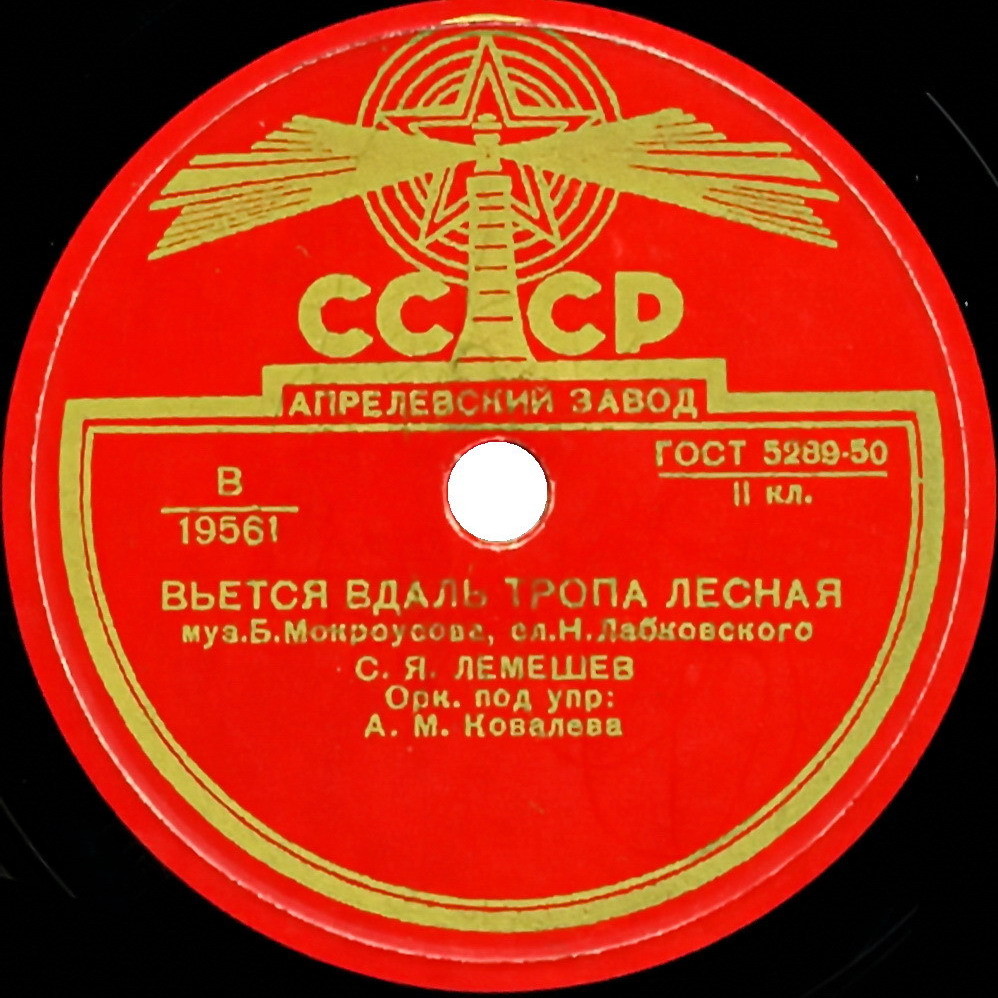 СССР
АПРЕЛЕВСКИЙ ЗАВОД
ГОСТ 5289-50
II кл.
В
19561
ВЬЕТСЯ ВДАЛЬ ТРОПА ЛЕСНАЯ
муз.Б.Мокроусова, сл.Н.Лабковского
С. Я. ЛЕМЕШЕВ
Орк. под упр:
А. М. Ковалева